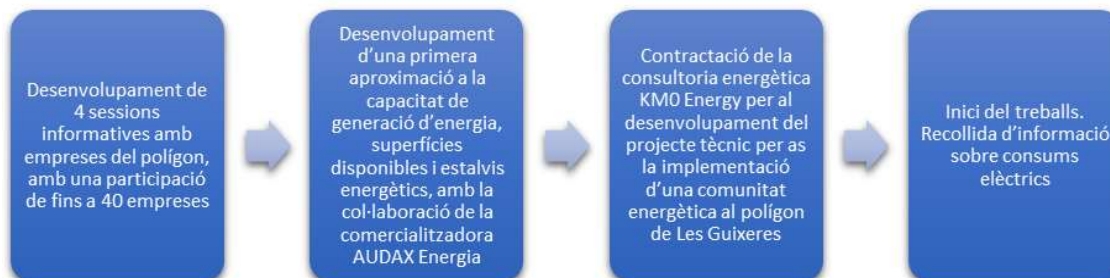 Desenvolupament de
4 sessions
informatives amb
empreses del polígon,
amb una participació
de fins a 40 empreses
Desenvolupament
d'una primera
aproximació a la
capacitat de
generació d'energia,
superfícies
disponibles i estalvis
energètics, amb la
col·laboració de la
comercialitzadora
AUDAX Energia
Contractació de la
consultoria energètica
KM0 Energy per al
desenvolupament del
projecte tècnic per as
la implementació
d'una comunitat
energètica al polígon
de Les Guixeres
Inici del treballs.
Recollida d'informació
sobre consums
elèctrics